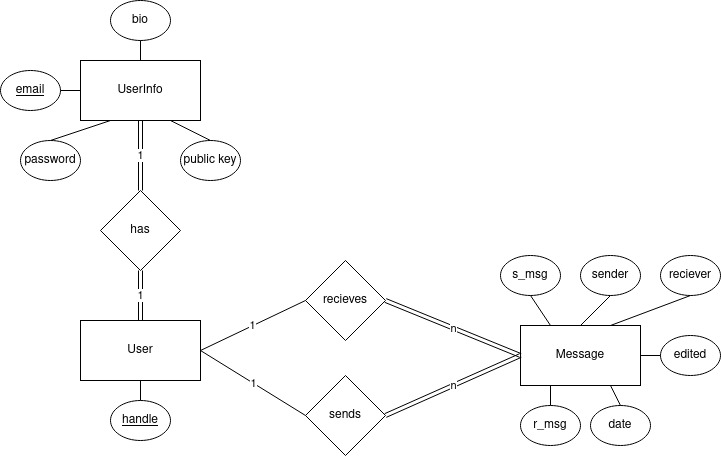 bio
email
UserInfo
password
1
public key
has
1
User
handle
1
recieves
n
1
sends
n
s_msg
sender
reciever
Message
edited
r_msg
date